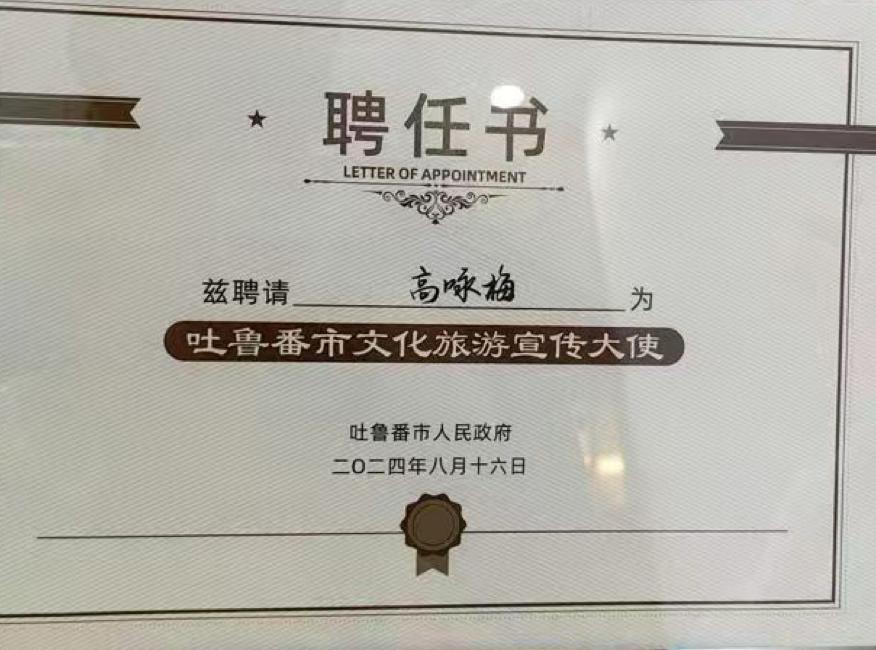 聘任书
LETTER OF APPOINTMENT
兹聘请 高咏梅 为
吐鲁番市文化旅游宣传大使
吐鲁番市人民政府
二〇二四年八月十六日